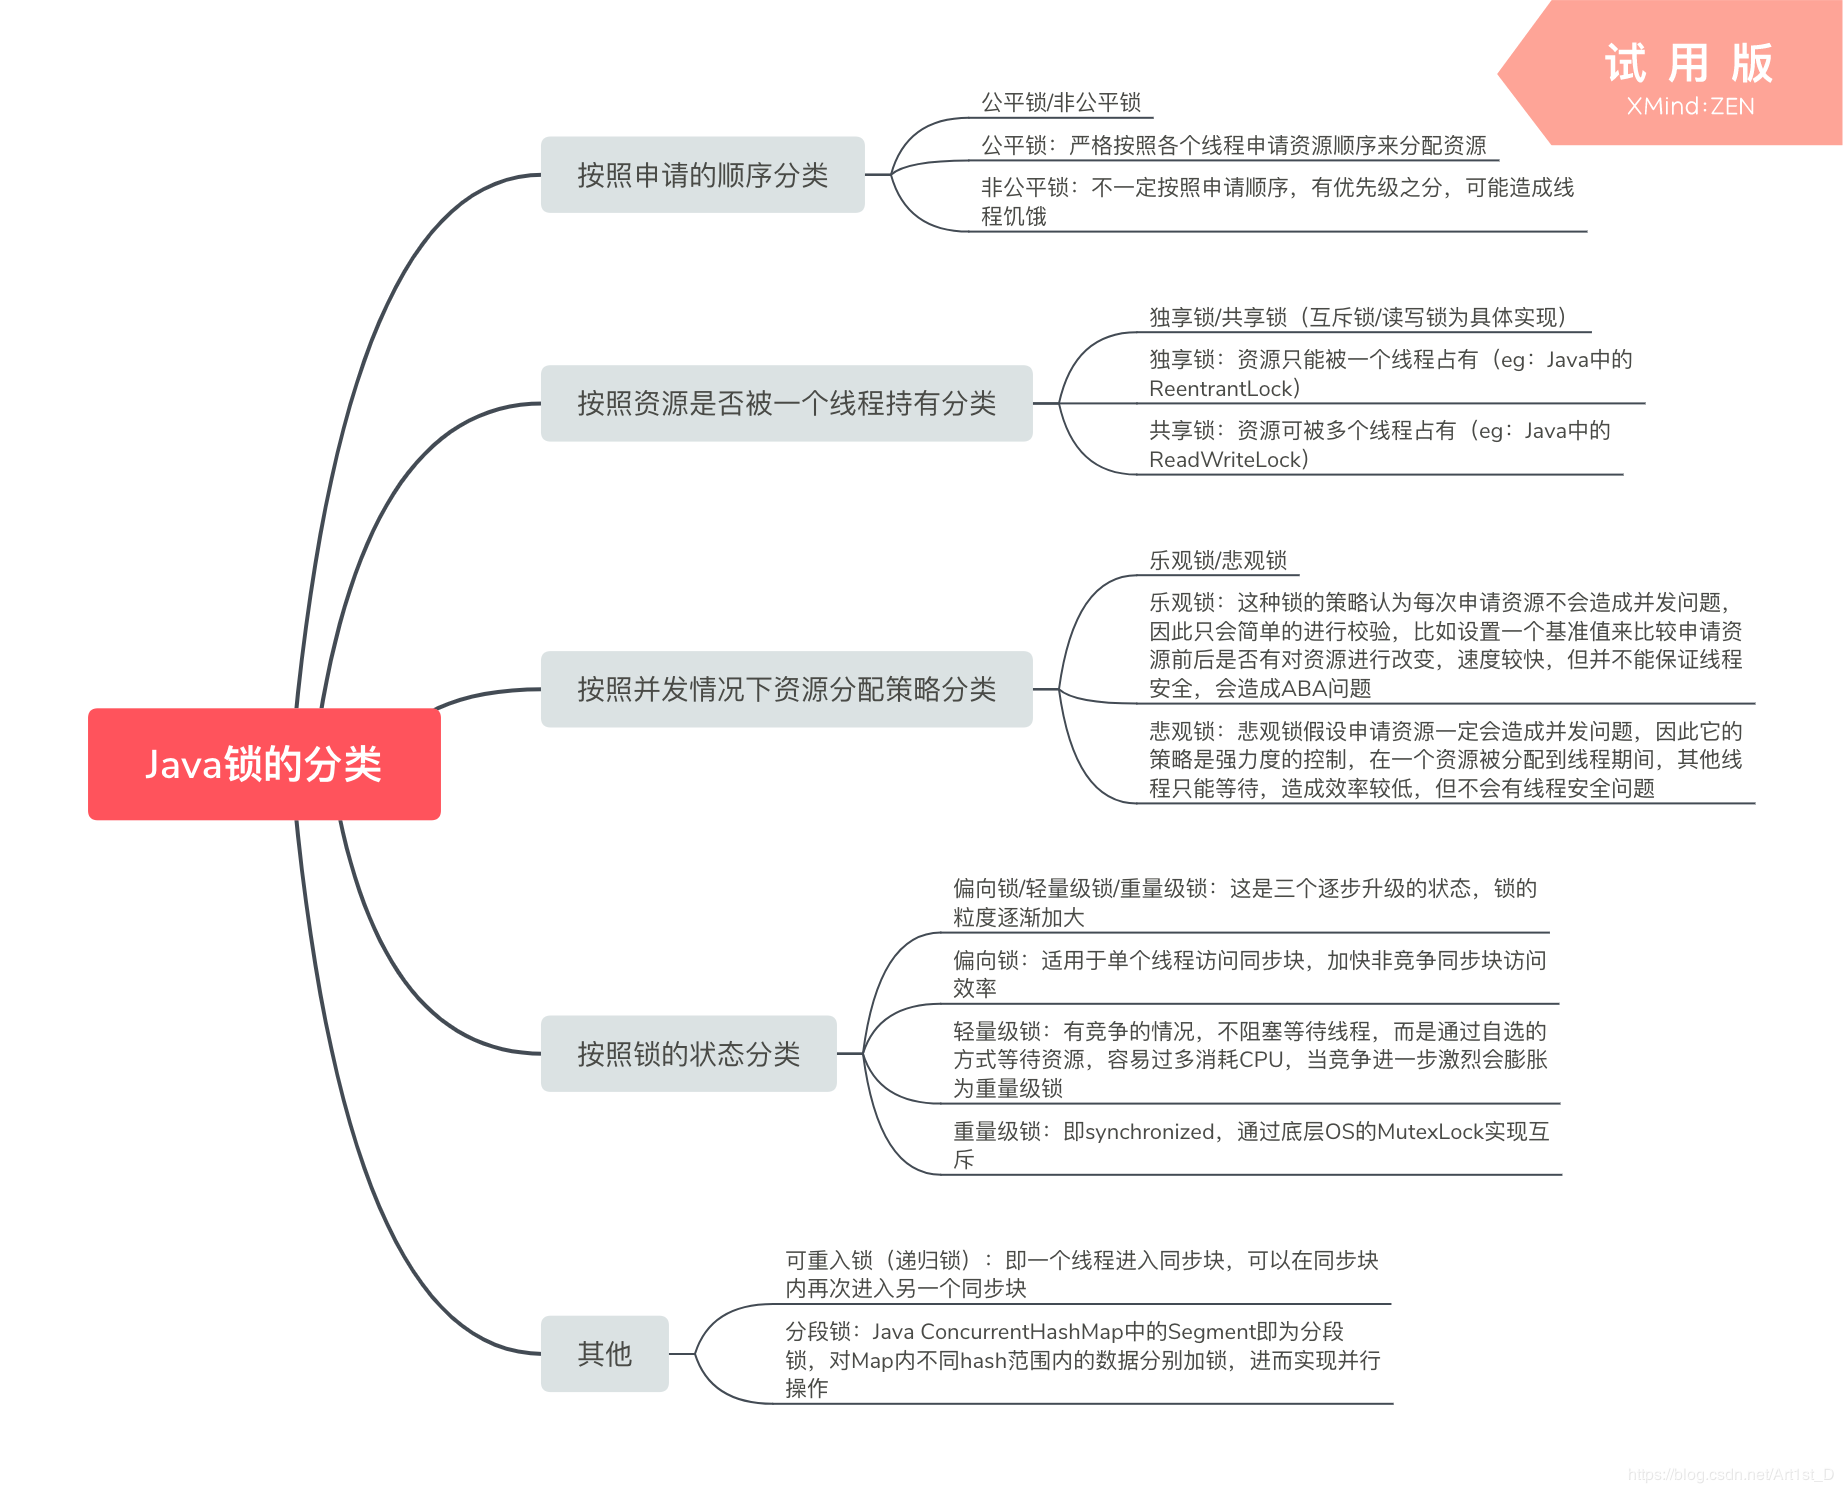 试 用 版
XMind:ZEN
Java锁的分类
按照申请的顺序分类
公平锁/非公平锁
公平锁：严格按照各个线程申请资源顺序来分配资源
非公平锁：不一定按照申请顺序，有优先级之分，可能造成线
程饥饿
按照资源是否被一个线程持有分类
独享锁/共享锁（互斥锁/读写锁为具体实现）
独享锁：资源只能被一个线程占有（eg：Java中的
ReentrantLock）
共享锁：资源可被多个线程占有（eg：Java中的
ReadWriteLock）
按照并发情况下资源分配策略分类
乐观锁/悲观锁
乐观锁：这种锁的策略认为每次申请资源不会造成并发问题，
因此只会简单的进行校验，比如设置一个基准值来比较申请资
源前后是否有对资源进行改变，速度较快，但并不能保证线程
安全，会造成ABA问题
悲观锁：悲观锁假设申请资源一定会造成并发问题，因此它的
策略是强力度的控制，在一个资源被分配到线程期间，其他线
程只能等待，造成效率较低，但不会有线程安全问题
按照锁的状态分类
偏向锁/轻量级锁/重量级锁：这是三个逐步升级的状态，锁的
粒度逐渐加大
偏向锁：适用于单个线程访问同步块，加快非竞争同步块访问
效率
轻量级锁：有竞争的情况，不阻塞等待线程，而是通过自选的
方式等待资源，容易过多消耗CPU，当竞争进一步激烈会膨胀
为重量级锁
重量级锁：即synchronized，通过底层OS的MutexLock实现互
斥
其他
可重入锁（递归锁）：即一个线程进入同步块，可以在同步块
内再次进入另一个同步块
分段锁：Java ConcurrentHashMap中的Segment即为分段
锁，对Map内不同hash范围内的数据分别加锁，进而实现并行
操作
https://blog.csdn.net/Art1st_D